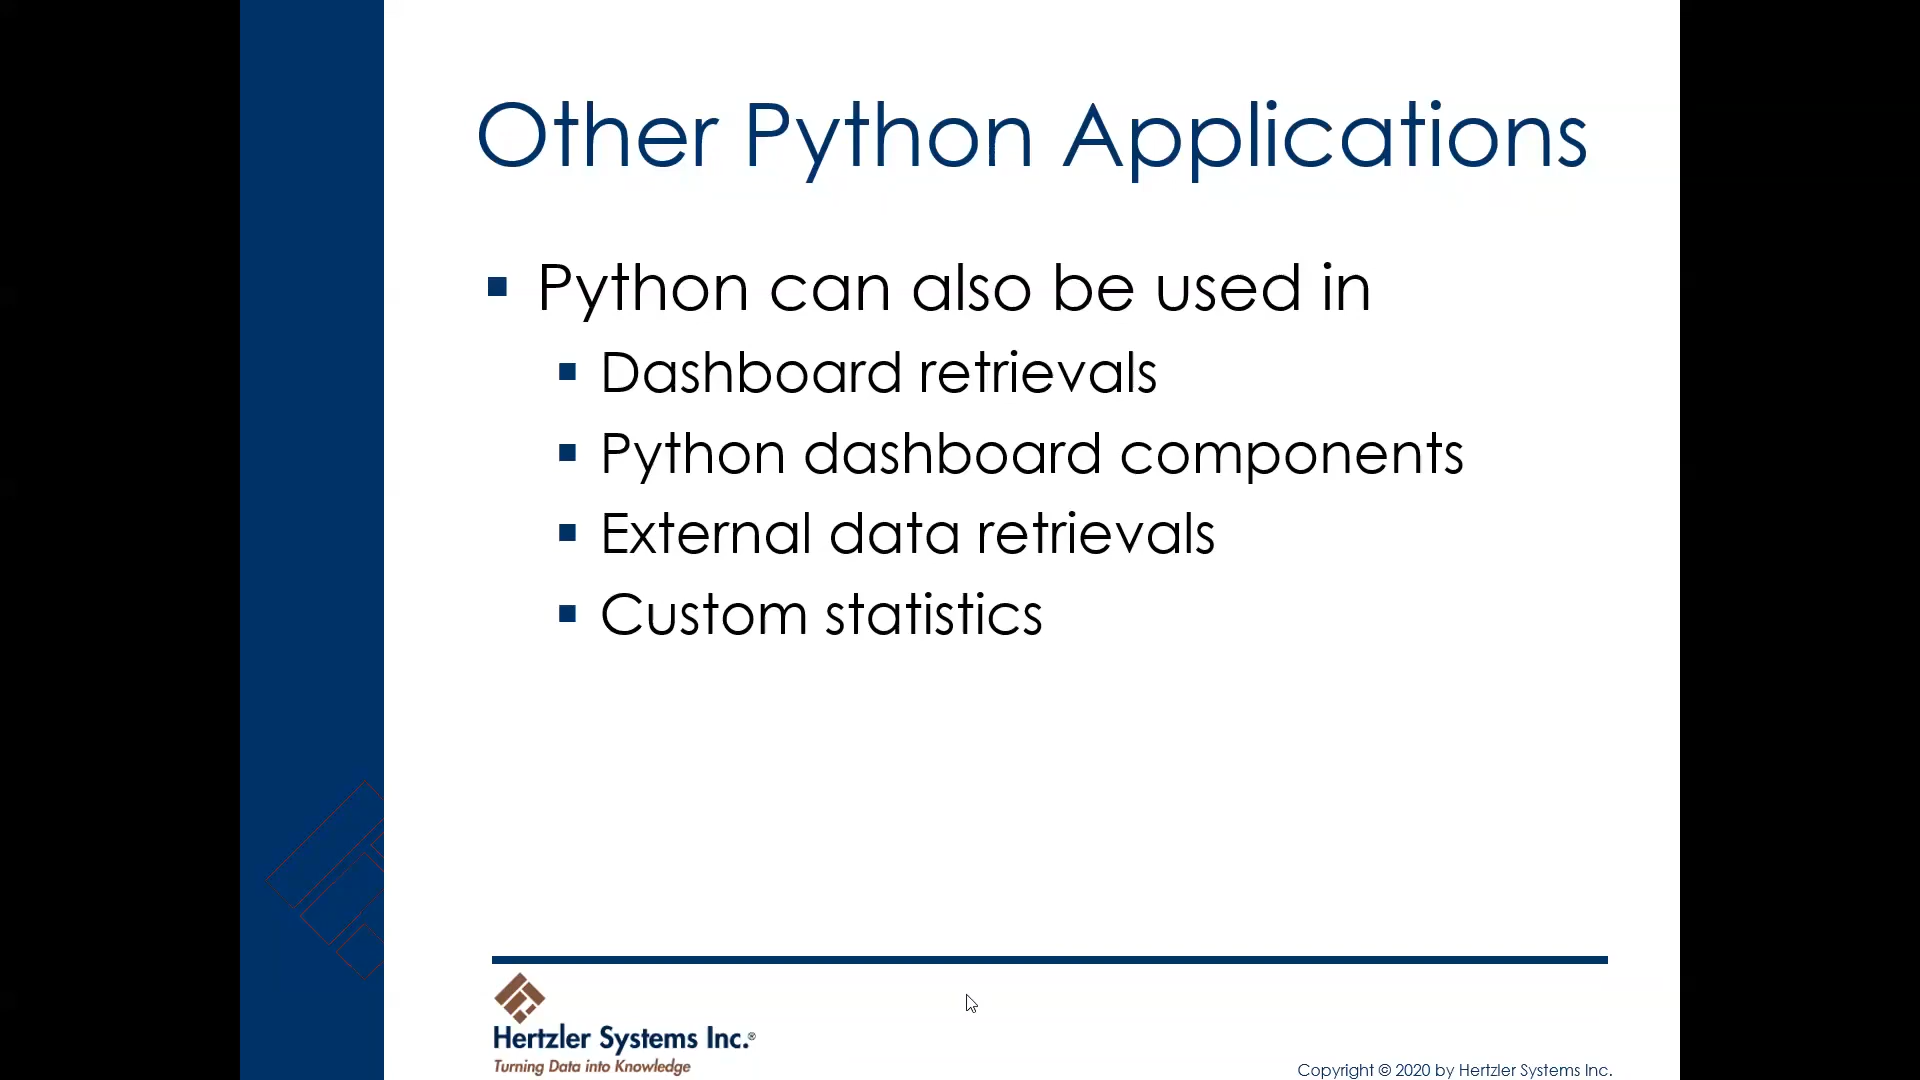 Other Python Applications
Python can also be used in
Dashboard retrievals
Python dashboard components
External data retrievals
Custom statistics
Hertzler Systems Inc.®
Turning Data into Knowledge
Copyright © 2020 by Hertzler Systems Inc.